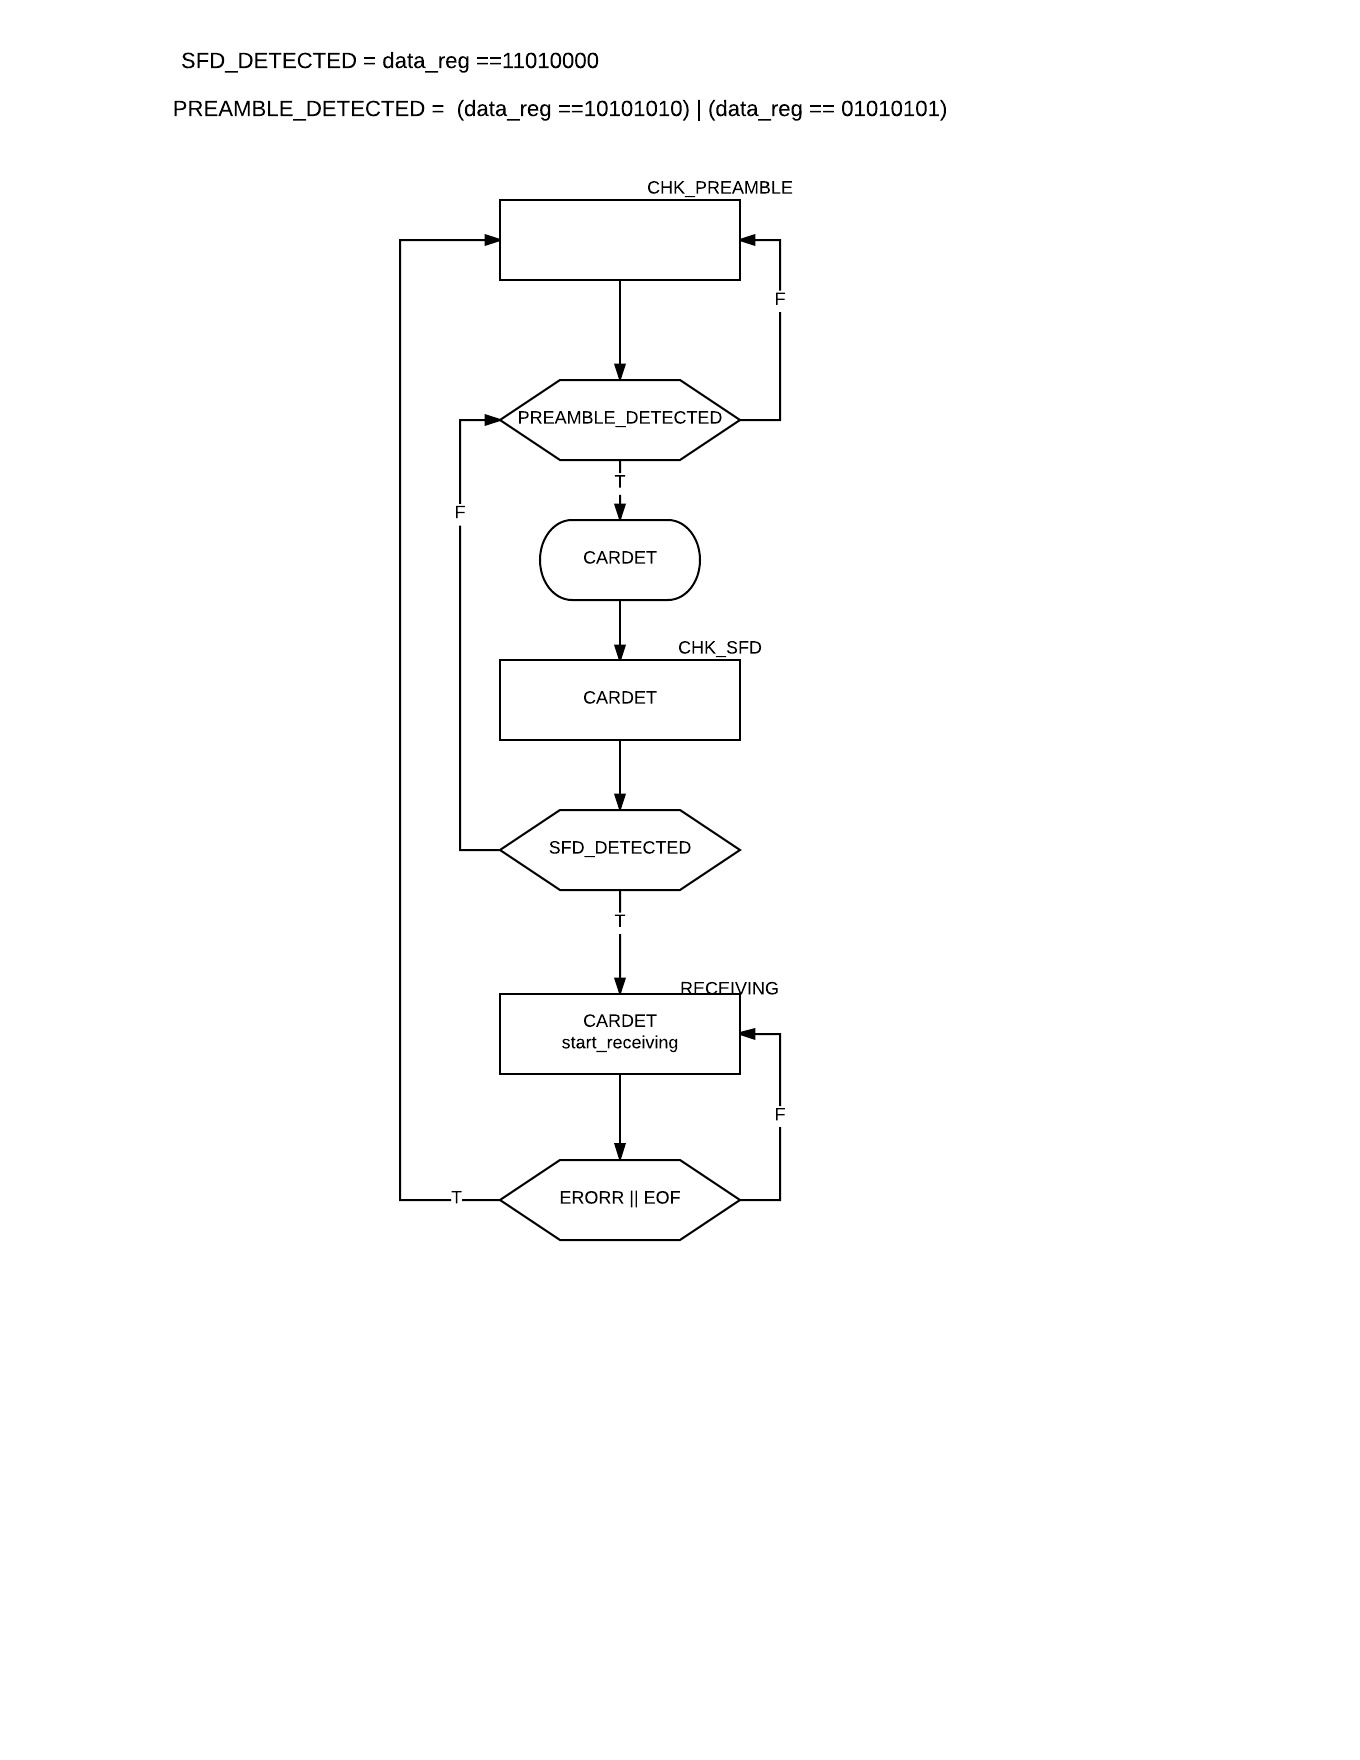 SFD_DETECTED = data_reg ==11010000
PREAMBLE_DETECTED =  (data_reg ==10101010) | (data_reg == 01010101)
CHK_PREAMBLE
F
PREAMBLE_DETECTED
T
F
CARDET
CHK_SFD
CARDET
SFD_DETECTED
T
RECEIVING
CARDET
start_receiving
F
T
ERORR || EOF